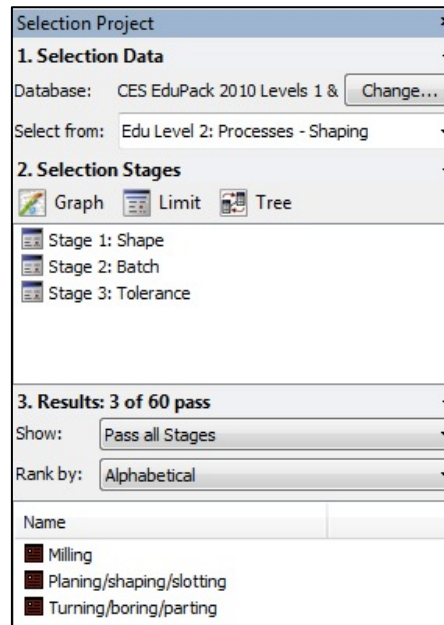 Selection Project
1. Selection Data
Database: CES EduPack 2010 Levels 1 & Change...
Select from: Edu Level 2: Processes - Shaping
2. Selection Stages
Graph Limit Tree
Stage 1: Shape
Stage 2: Batch
Stage 3: Tolerance
3. Results: 3 of 60 pass
Show: Pass all Stages
Rank by: Alphabetical
Name
Milling
Planing/shaping/slotting
Turning/boring/parting